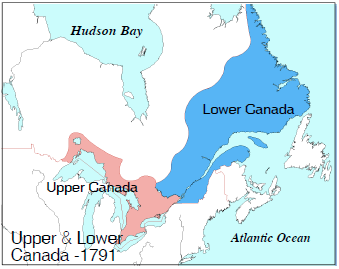 Hudson Bay
Lower Canada
Upper Canada
Upper & Lower
Canada -1791
Atlantic Ocean